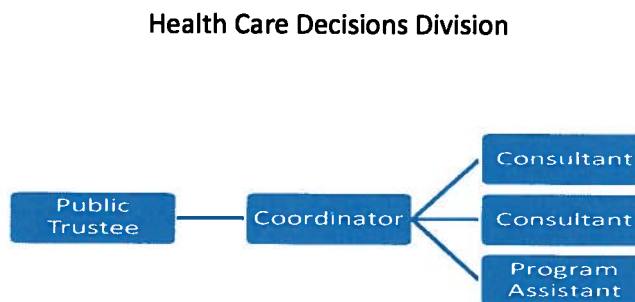 Health Care Decisions Division
Consultant
Public
Trustee
Coordinator
Consultant
Program
Assistant